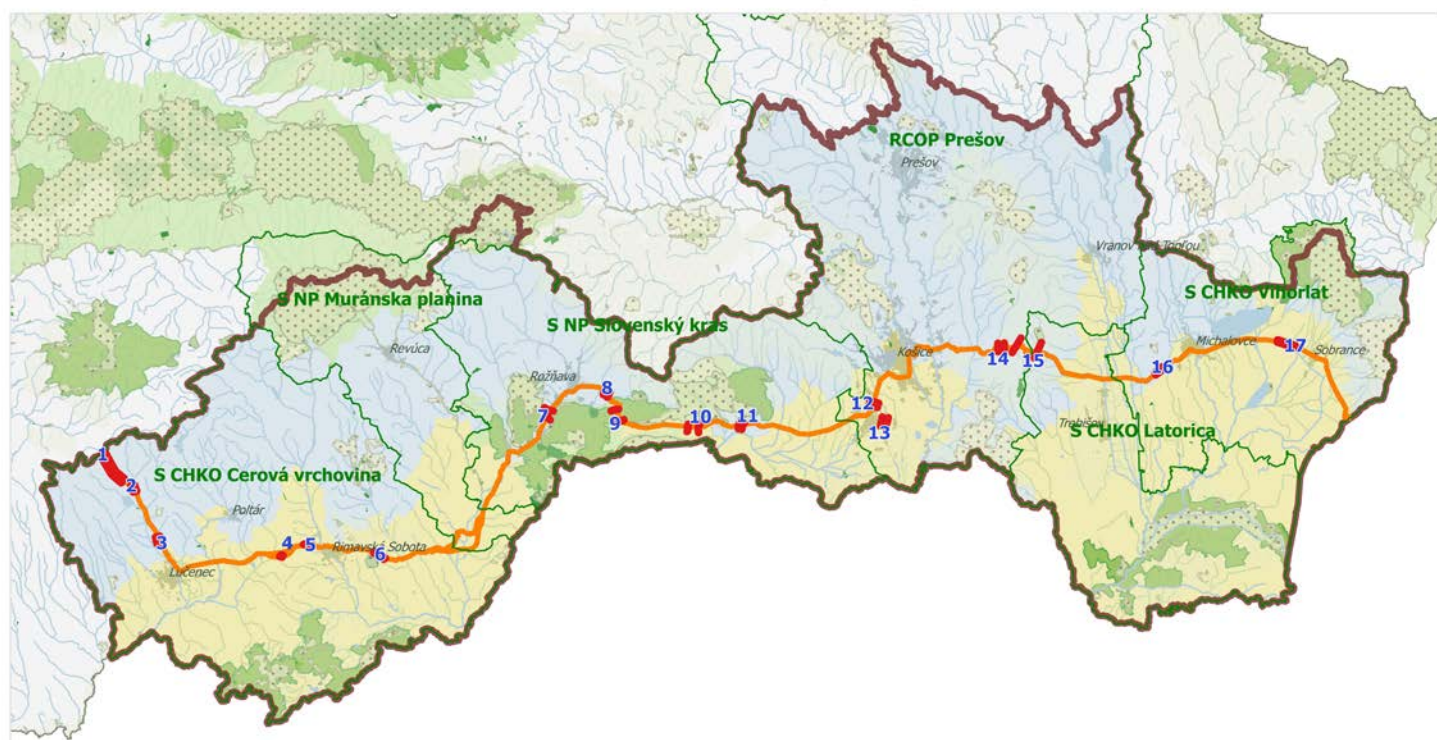 RCOP Prešov
Prešov
Vranov nad Topľou
S CHKO Vihorlat
S NP Muránska planina
S NP Slovenský kras
Revúca
Rožňava
Košice
Michalovce
Sobrance
14
15
16
17
7
8
9
10
11
12
13
Trebišov
S CHKO Latorica
1
2
S CHKO Cerová vrchovina
Poltár
3
4
5
Rimavská Sobota
6
Lučenec